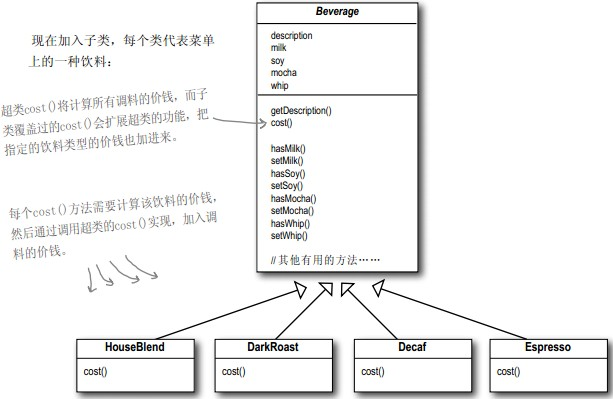 现在加入子类，每个类代表菜单
上的一种饮料：
超类cost()将计算所有调料的价钱，而子
类覆盖过的cost()会扩展超类的功能，把
指定的饮料类型的价钱也加进来。
每个cost()方法需要计算该饮料的价钱，
然后通过调用超类的cost()实现，加入调
料的价钱。
Beverage
description
milk
soy
mocha
whip
getDescription()
cost()
hasMilk()
setMilk()
hasSoy()
setSoy()
hasMocha()
setMocha()
hasWhip()
setWhip()
//其他有用的方法……
HouseBlend
cost()
DarkRoast
cost()
Decaf
cost()
Espresso
cost()